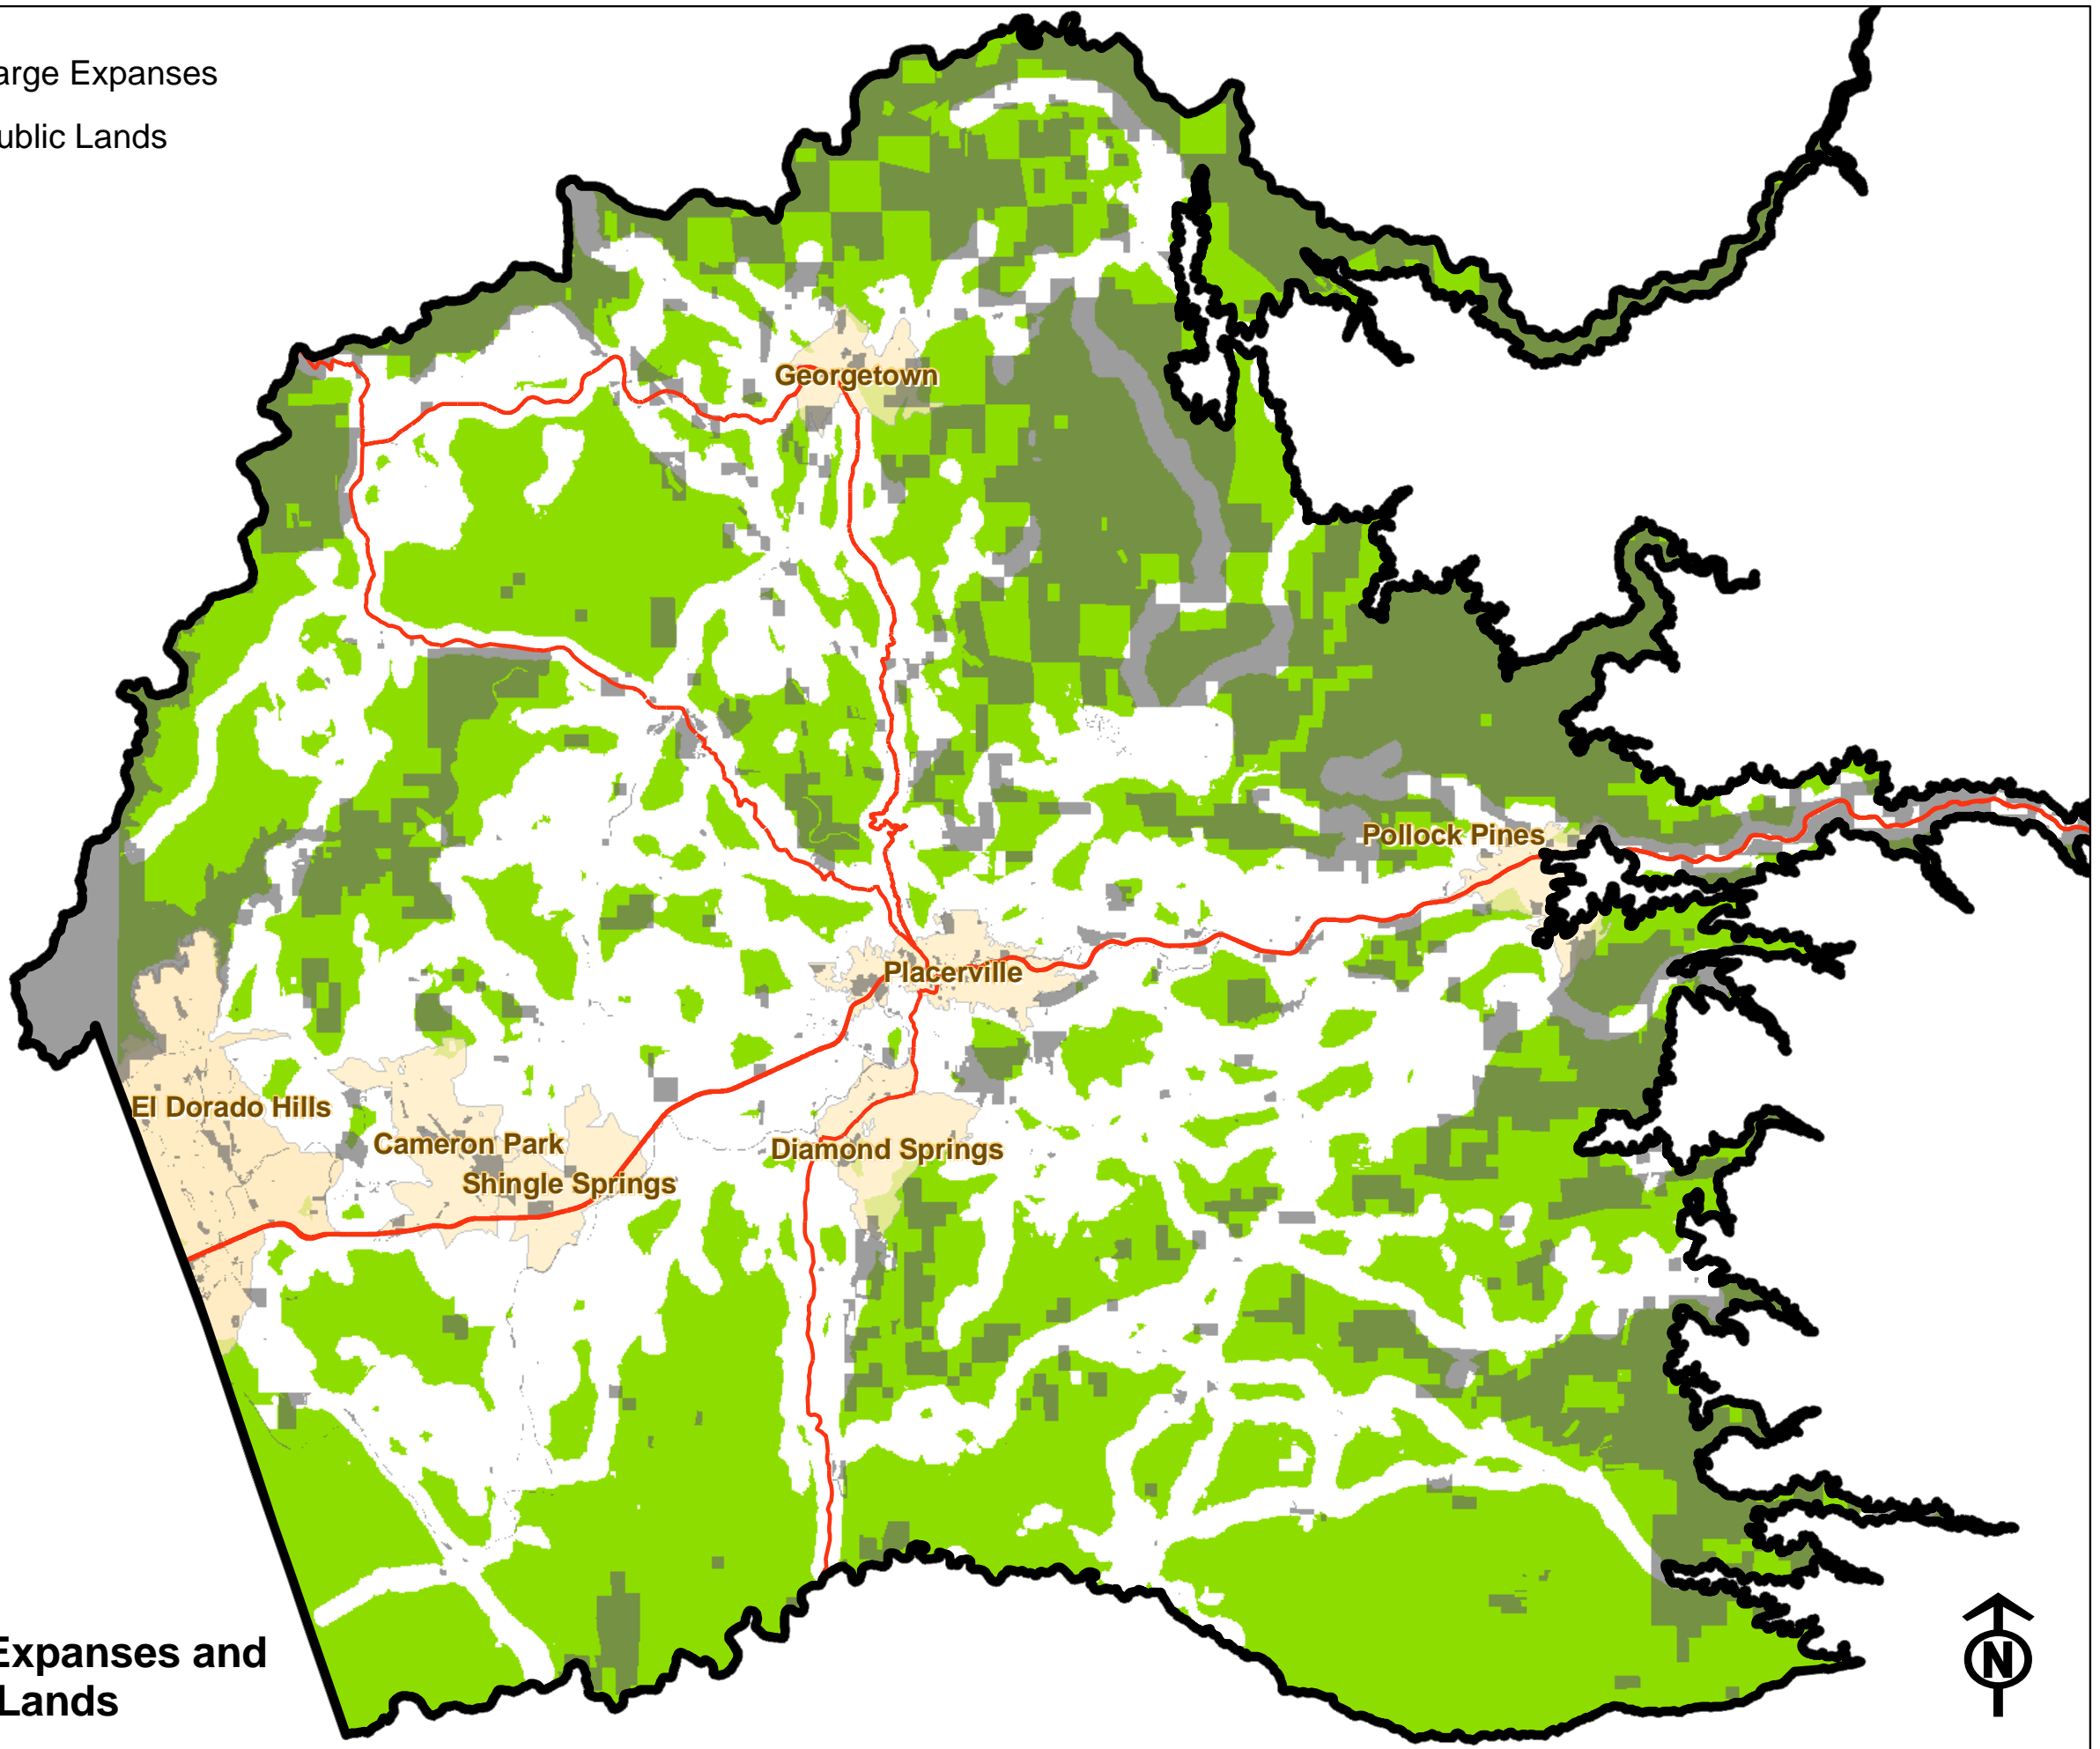 arge Expanses
ublic Lands
Georgetown
Pollock Pines
Placerville
El Dorado Hills
Cameron Park
Diamond Springs
Shingle Springs
Expanses and
Lands
N